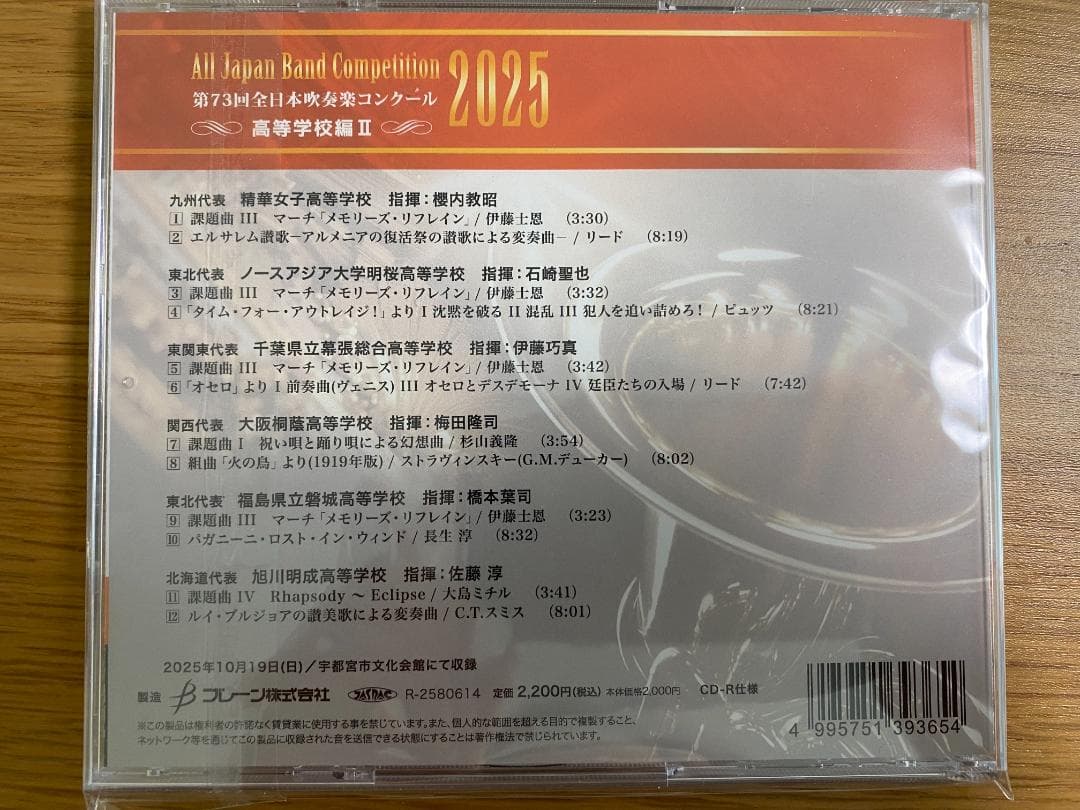 All Japan Band Competition 2025
第73回全日本吹奏楽コンクール
高等学校編 II
九州代表 精華女子高等学校 指揮:櫻内教昭
1 課題曲 III マーチ「メモリーズ・リフレイン」/ 伊藤士恩 (3:30)
2 エルサレム讃歌−アルメニアの復活祭の讃歌による変奏曲− / リード (8:19)
東北代表 ノースアジア大学明桜高等学校 指揮:石崎聖也
3 課題曲 III マーチ「メモリーズ・リフレイン」/ 伊藤士恩 (3:32)
4 「タイム・フォー・アウトレイジ!」より I 沈黙を破る II 混乱 III 犯人を追い詰めろ! / ピュッツ (8:21)
東関東代表 千葉県立幕張総合高等学校 指揮:伊藤巧真
5 課題曲 III マーチ「メモリーズ・リフレイン」/ 伊藤士恩 (3:42)
6 「オセロ」より I 前奏曲(ヴェニス) III オセロとデスデモーナ IV 廷臣たちの入場 / リード (7:42)
関西代表 大阪桐蔭高等学校 指揮:梅田隆司
7 課題曲 I 祝い唄と踊り唄による幻想曲 / 杉山義隆 (3:54)
8 組曲「火の鳥」より(1919年版) / ストラヴィンスキー(G.M.デューカー) (8:02)
東北代表 福島県立磐城高等学校 指揮:橋本葉司
9 課題曲 III マーチ「メモリーズ・リフレイン」/ 伊藤士恩 (3:23)
10 パガニーニ・ロスト・イン・ウィンド / 長生 淳 (8:32)
北海道代表 旭川明成高等学校 指揮:佐藤 淳
11 課題曲 IV Rhapsody 〜 Eclipse / 大島ミチル (3:41)
12 ルイ・ブルジョアの讃美歌による変奏曲 / C.T.スミス (8:01)
2025年10月19日(日)/宇都宮市文化会館にて収録
製造 ブレーン株式会社 JASRAC R-2580614 定価 2,200円(税込) 本体価格2,000円 CD-R仕様
※この製品は権利者の許諾なく賃貸業に使用する事を禁じています。また、個人的な範囲を超える目的で複製すること、
ネットワーク等を通じてこの製品に収録された音を送信できる状態にすることは著作権法で禁じられています。
4 995751 393654